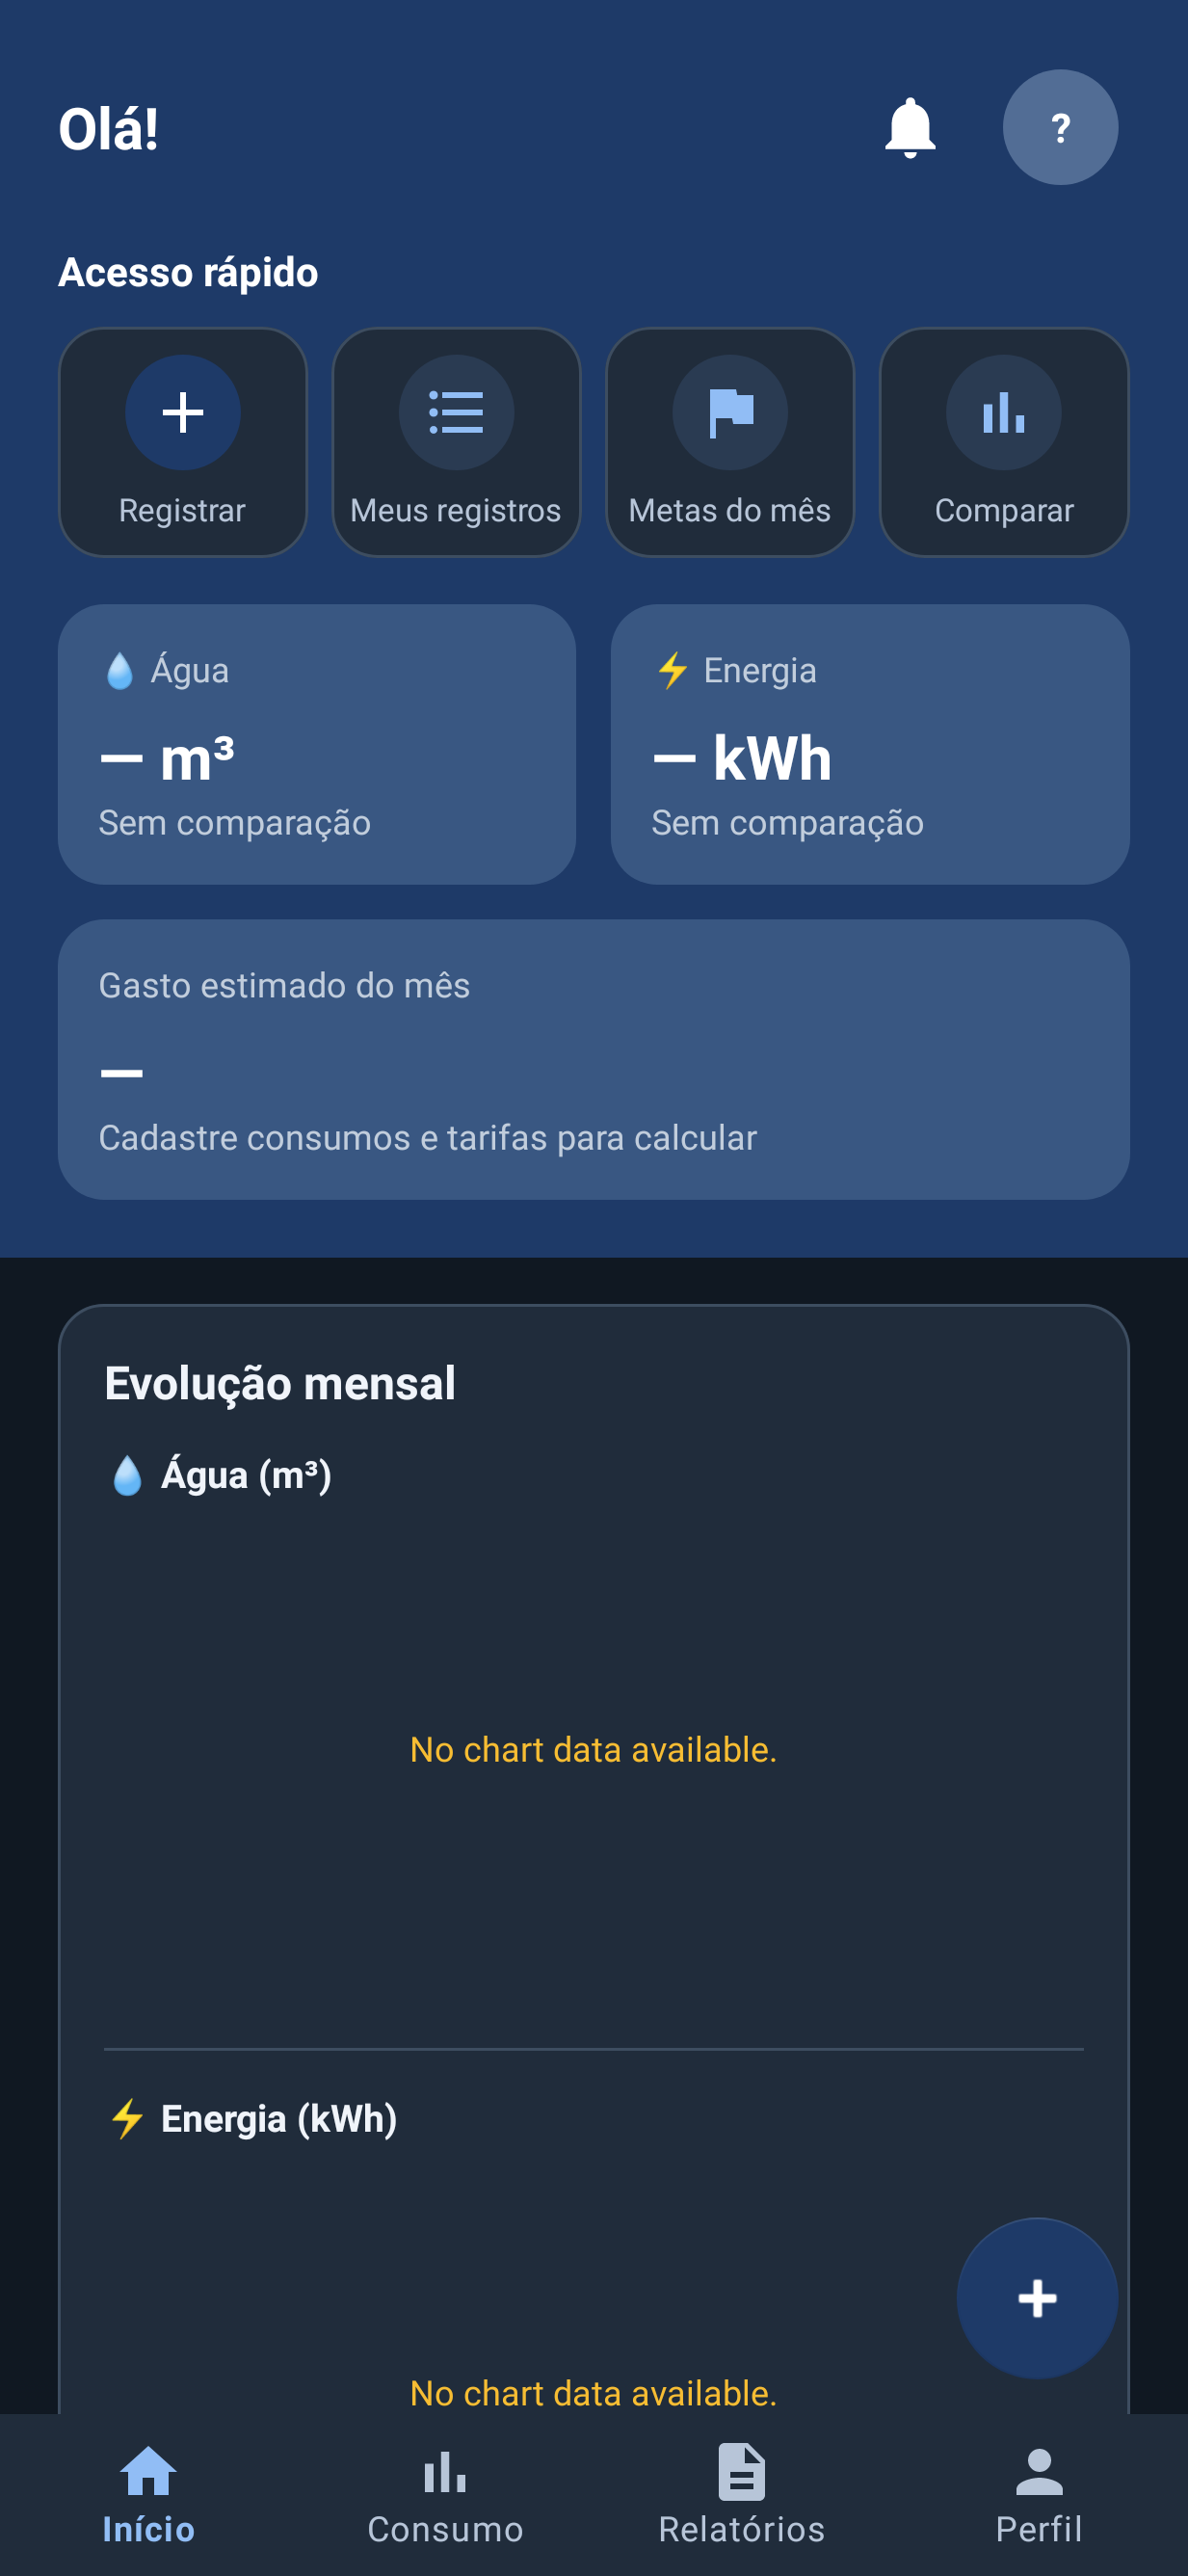 Olá!
?
Acesso rápido
Registrar
Meus registros
Metas do mês
Comparar
💧 Água
— m³
Sem comparação
⚡ Energia
— kWh
Sem comparação
Gasto estimado do mês
—
Cadastre consumos e tarifas para calcular
Evolução mensal
💧 Água (m³)
No chart data available.
⚡ Energia (kWh)
No chart data available.
Início
Consumo
Relatórios
Perfil